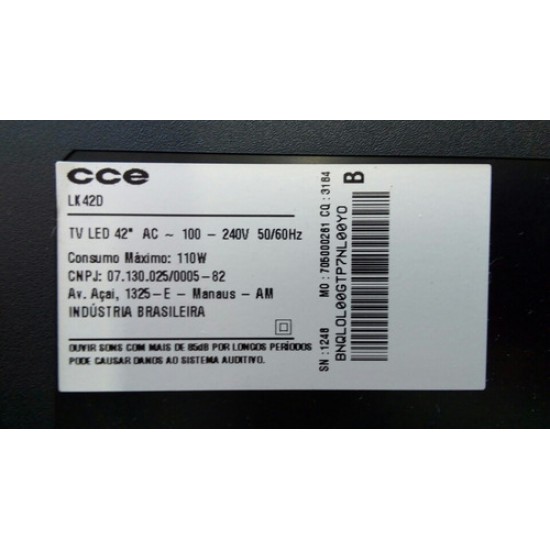 cce
LK42D
TV LED 42" AC ~ 100 - 240V 50/60Hz
Consumo Máximo: 110W
CNPJ: 07.130.025/0005-82
Av. Açaí, 1325-E - Manaus - AM
INDÚSTRIA BRASILEIRA
OUVIR SONS COM MAIS DE 85dB POR LONGOS PERÍODOS
PODE CAUSAR DANOS AO SISTEMA AUDITIVO.
SN:1248 MO:705000261 CQ:3184
BNQLOL00GTP7NL00YO
B